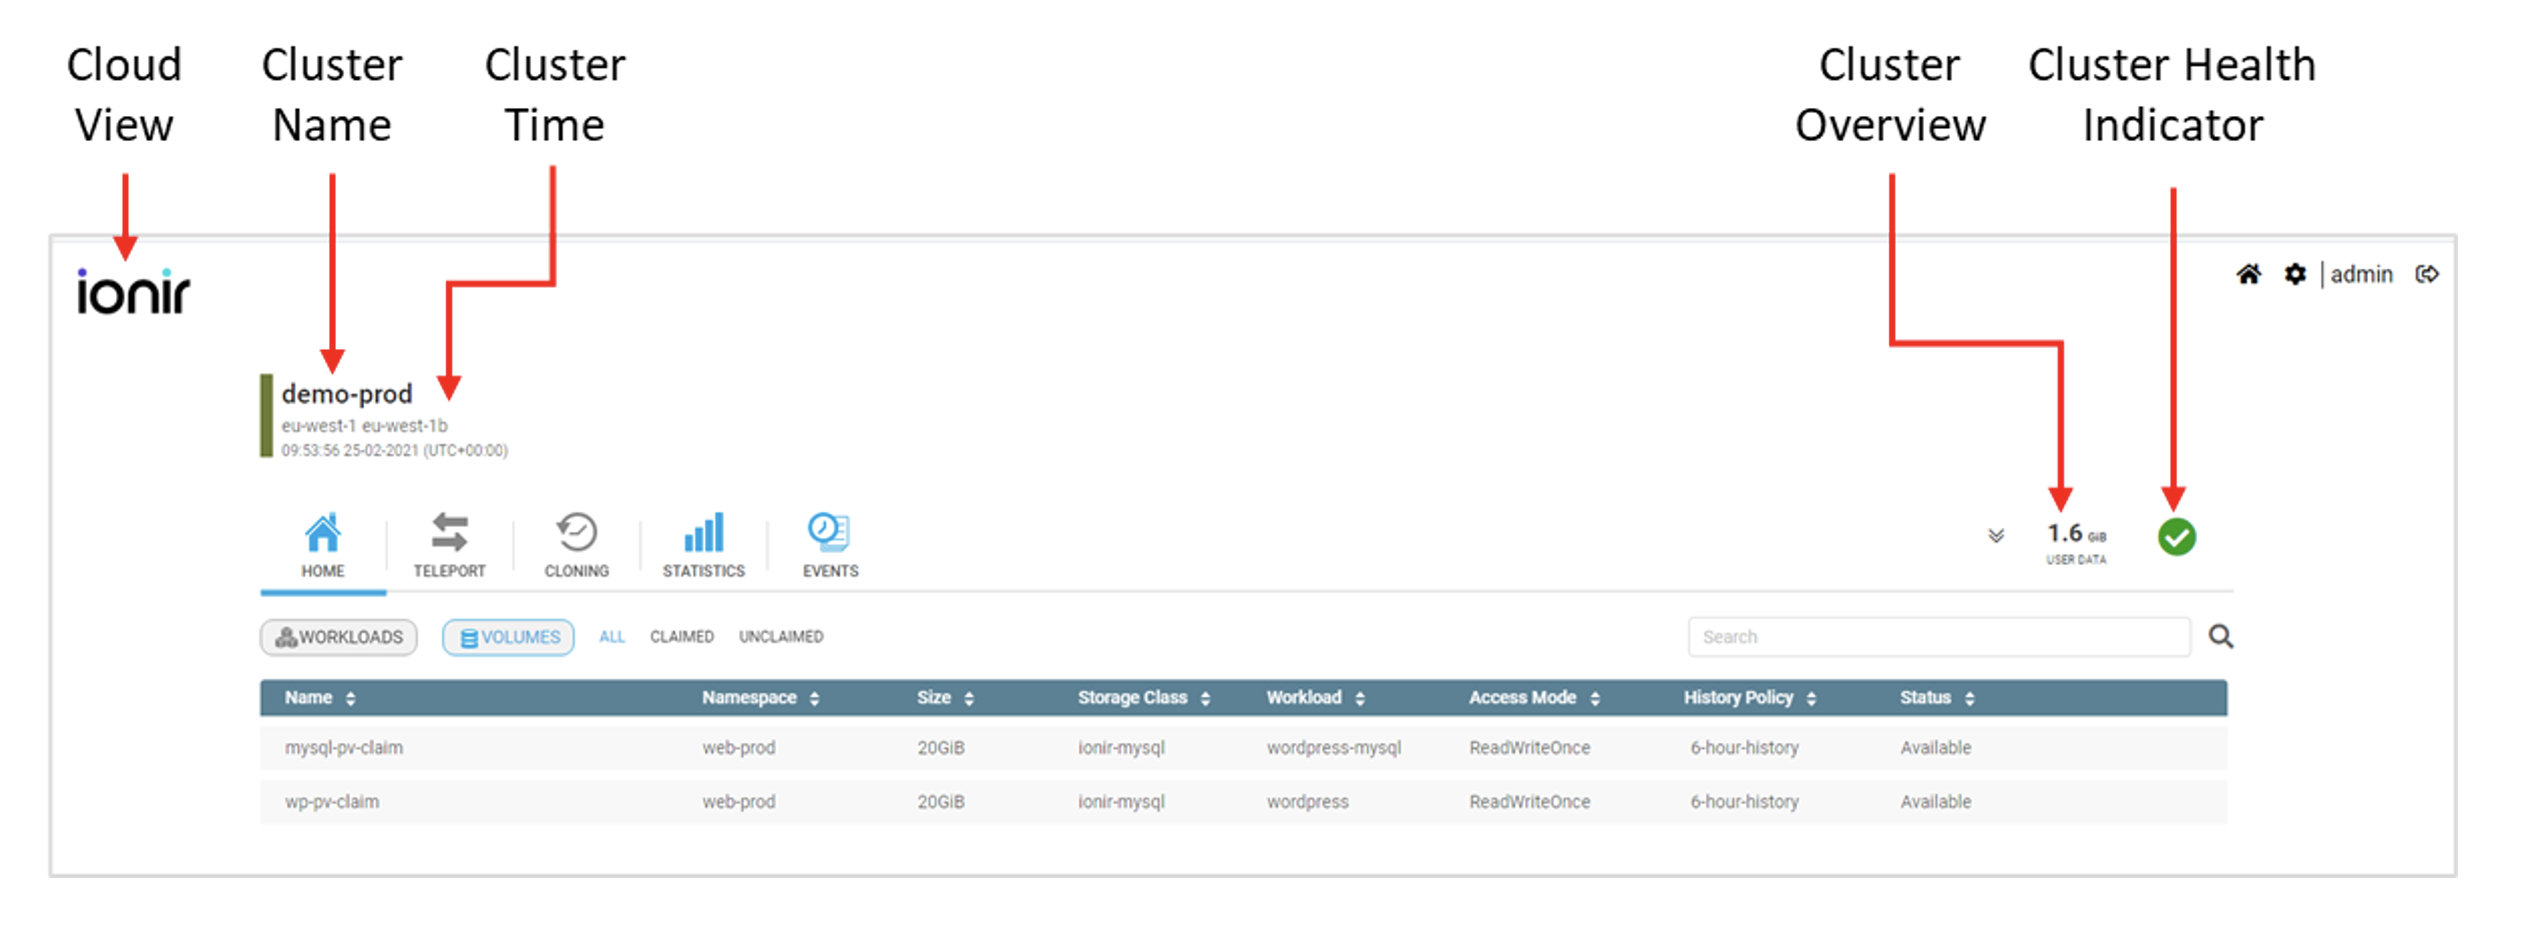 Cloud View
Cluster Name
Cluster Time
Cluster Overview
Cluster Health Indicator
ionir
admin
demo-prod
eu-west-1 eu-west-1b
09:53:56 25-02-2021 (UTC+00:00)
HOME TELEPORT CLONING STATISTICS EVENTS
1.6 GiB
USER DATA
WORKLOADS VOLUMES ALL CLAIMED UNCLAIMED Search
Name Namespace Size Storage Class Workload Access Mode History Policy Status
mysql-pv-claim web-prod 20GiB ionir-mysql wordpress-mysql ReadWriteOnce 6-hour-history Available
wp-pv-claim web-prod 20GiB ionir-mysql wordpress ReadWriteOnce 6-hour-history Available